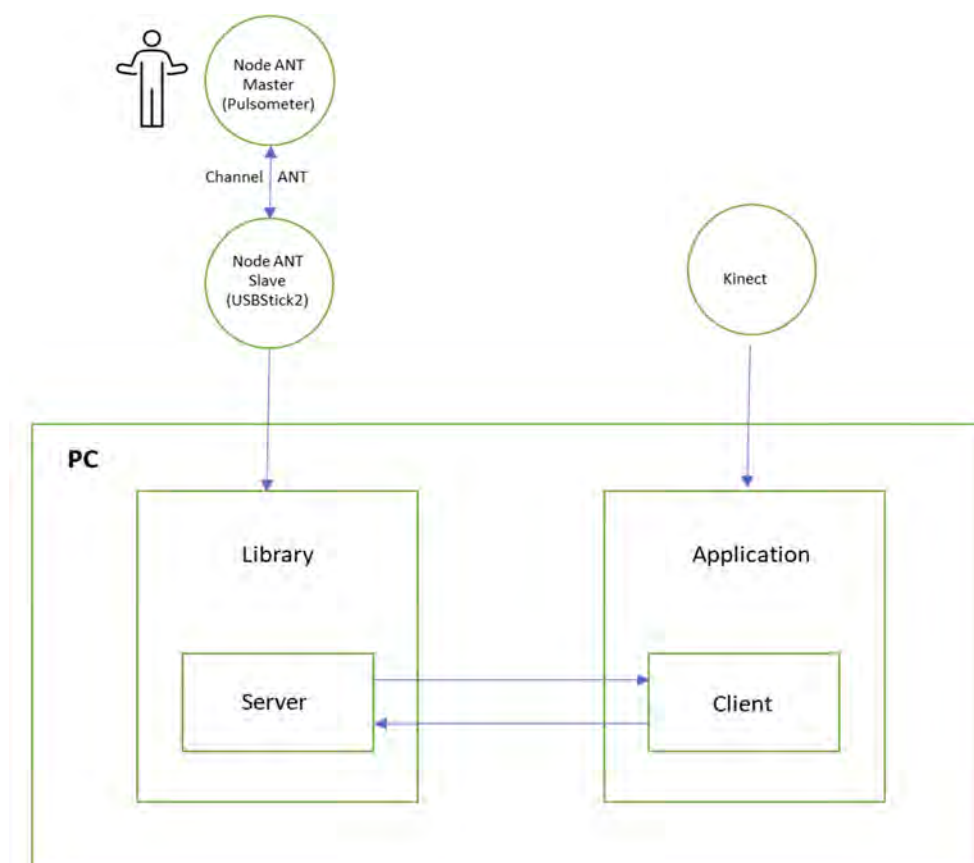 Node ANT
Master
(Pulsometer)
Channel ANT
Node ANT
Slave
(USBStick2)
Kinect
PC
Library
Application
Server
Client